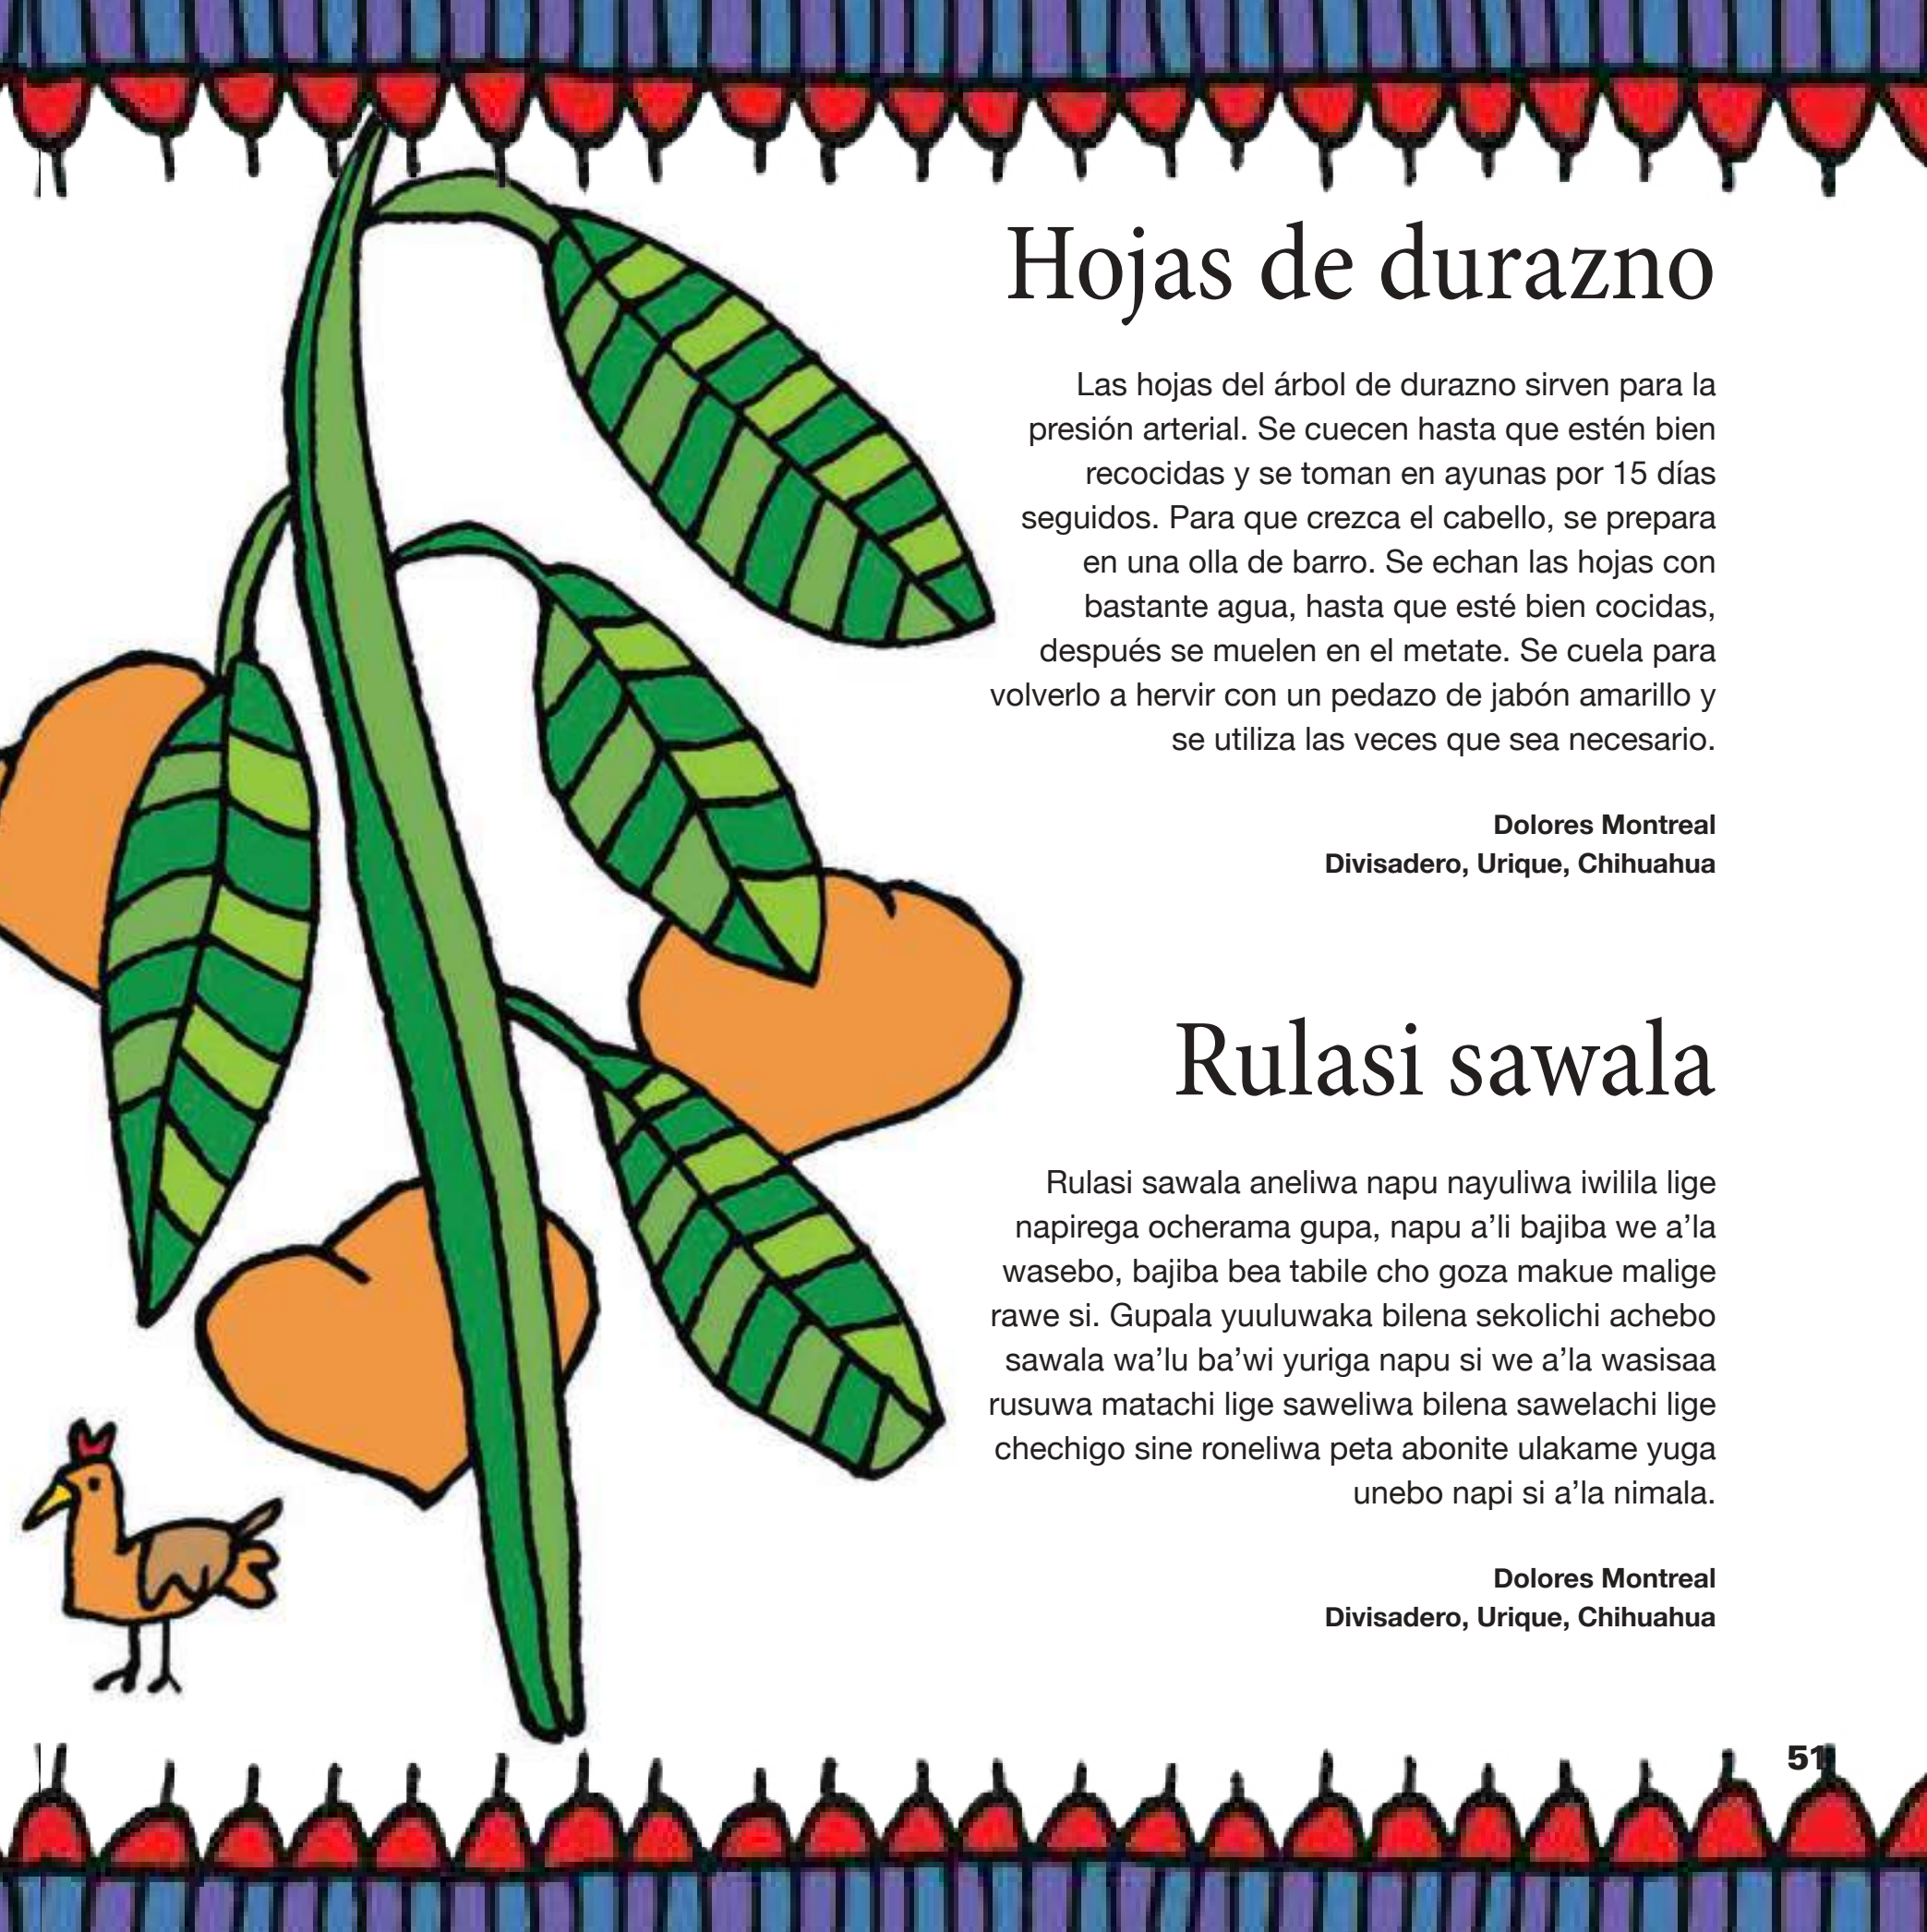 Hojas de durazno
Las hojas del árbol de durazno sirven para la
presión arterial. Se cuecen hasta que estén bien
recocidas y se toman en ayunas por 15 días
seguidos. Para que crezca el cabello, se prepara
en una olla de barro. Se echan las hojas con
bastante agua, hasta que esté bien cocidas,
después se muelen en el metate. Se cuela para
volverlo a hervir con un pedazo de jabón amarillo y
se utiliza las veces que sea necesario.
Dolores Montreal
Divisadero, Urique, Chihuahua
Rulasi sawala
Rulasi sawala aneliwa napu nayuliwa iwilila lige
napirega ocherama gupa, napu a’li bajiba we a’la
wasebo, bajiba bea tabile cho goza makue malige
rawe si. Gupala yuuluwaka bilena sekolichi achebo
sawala wa’lu ba’wi yuriga napu si we a’la wasisaa
rusuwa matachi lige saweliwa bilena sawelachi lige
chechigo sine roneliwa peta abonite ulakame yuga
unebo napi si a’la nimala.
Dolores Montreal
Divisadero, Urique, Chihuahua
51